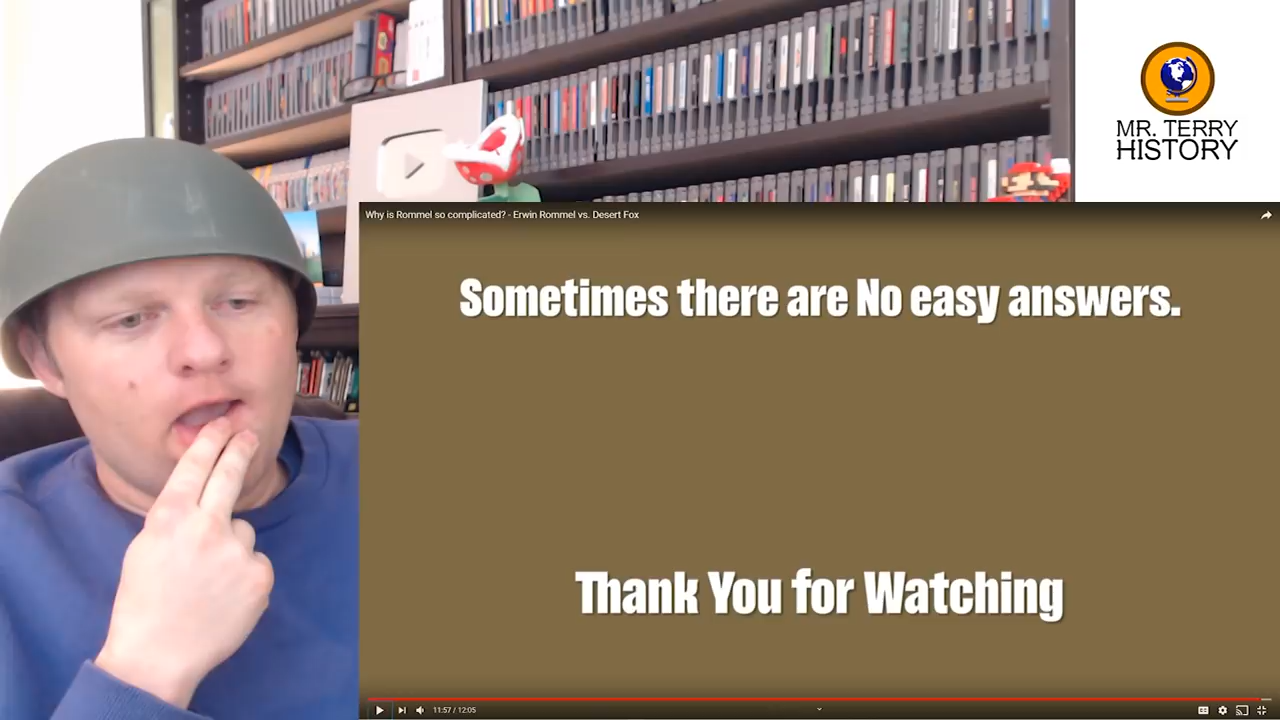 MR. TERRY
HISTORY
Why is Rommel so complicated? - Erwin Rommel vs. Desert Fox
Sometimes there are No easy answers.
Thank You for Watching
11:57 / 12:05